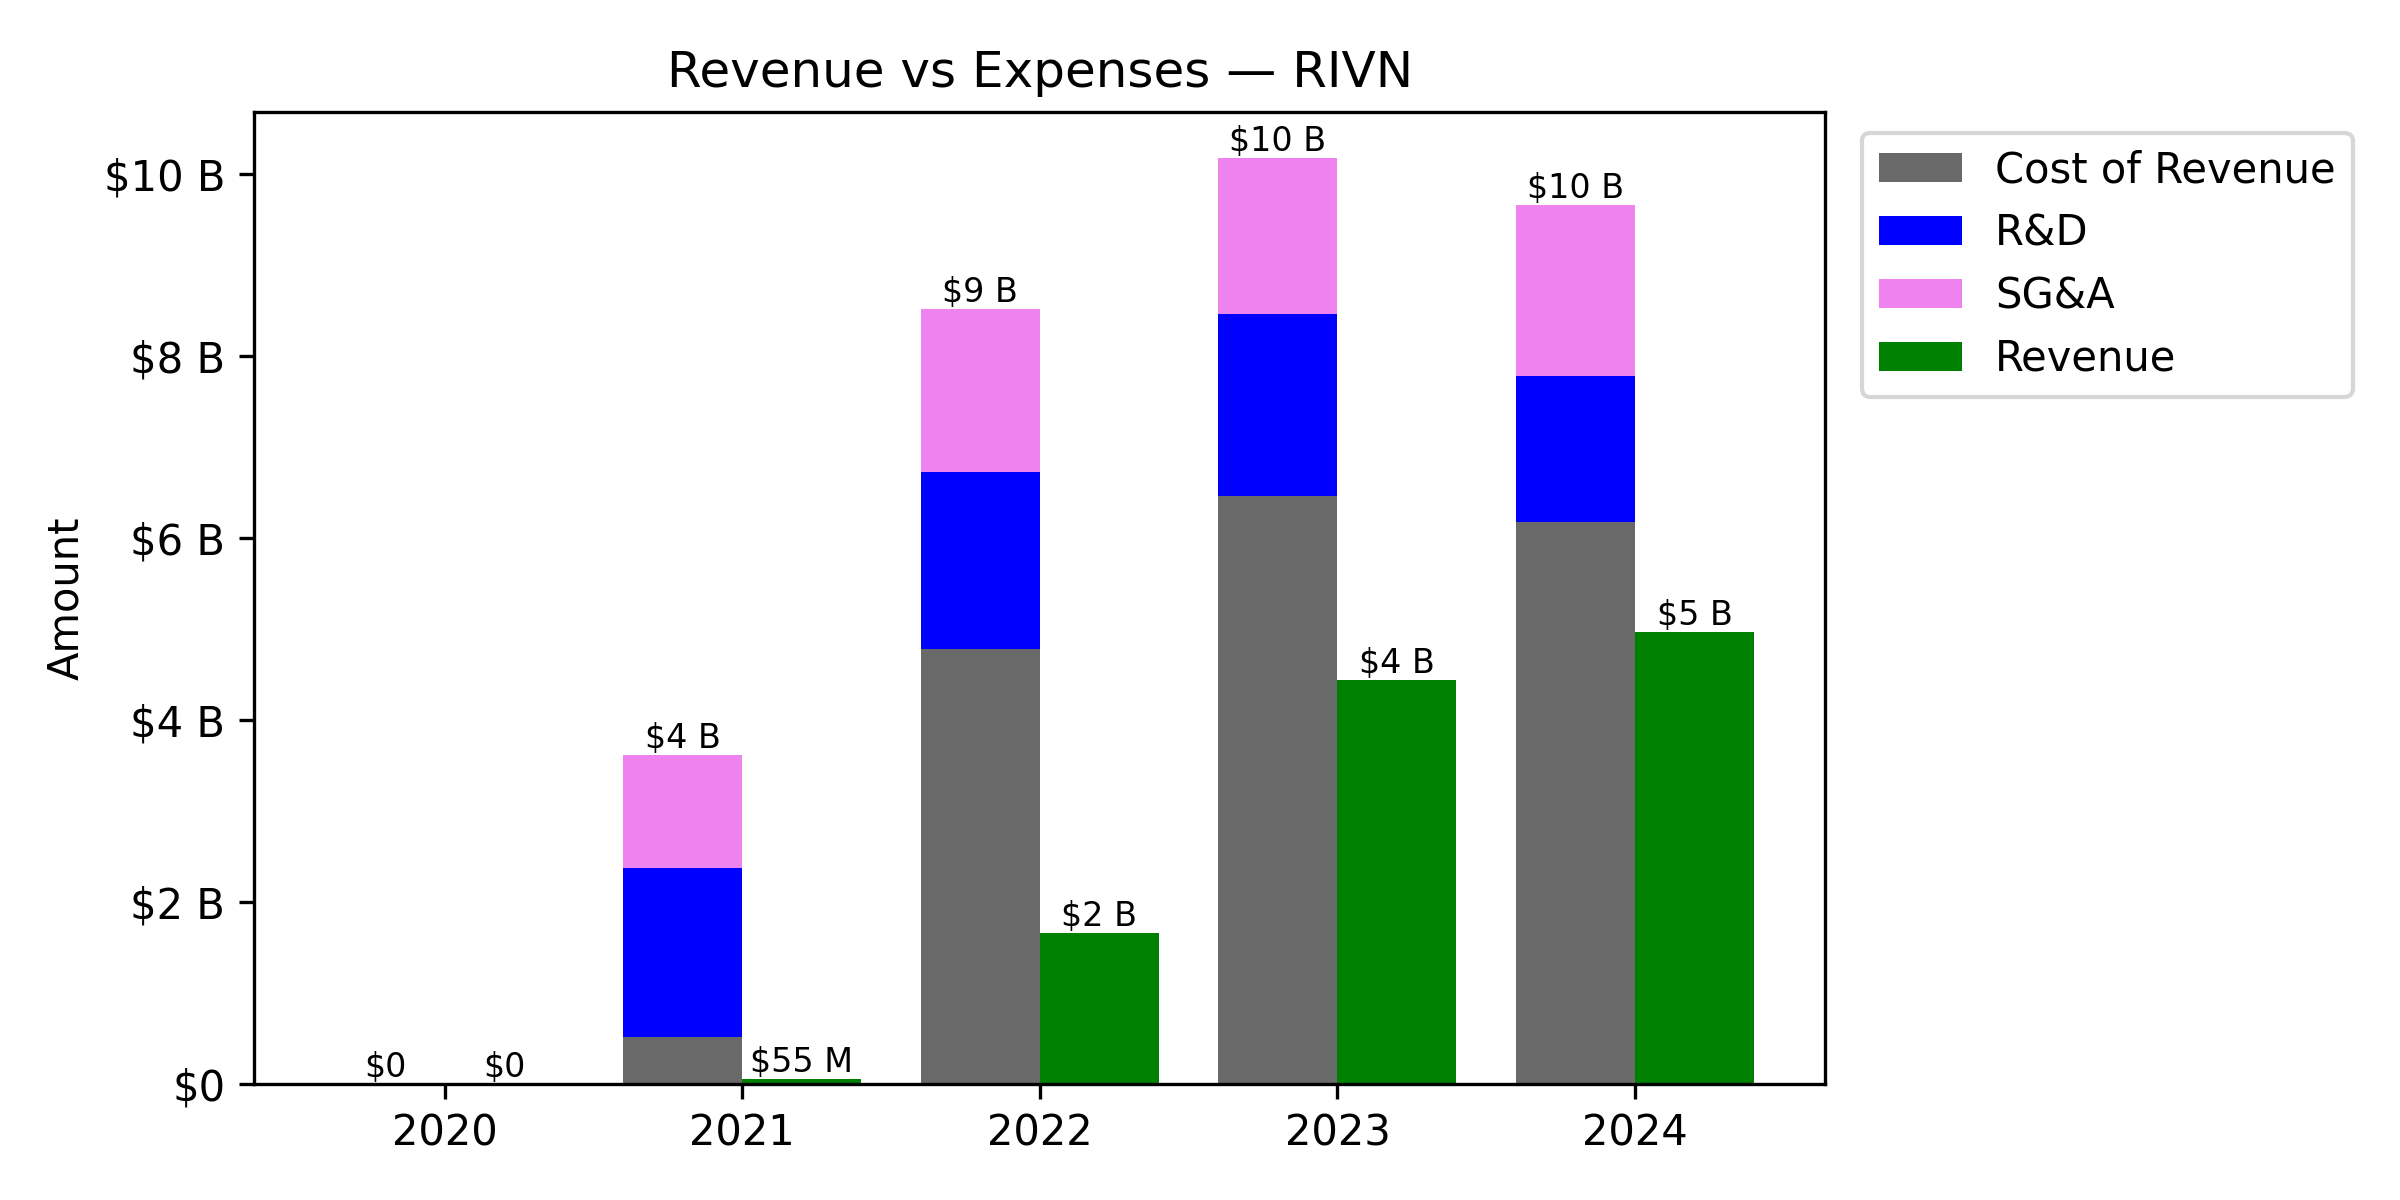 Revenue vs Expenses — RIVN
Amount
$10 B
$8 B
$6 B
$4 B
$2 B
$0
$0
$0
$4 B
$55 M
$9 B
$2 B
$10 B
$4 B
$10 B
$5 B
2020
2021
2022
2023
2024
Cost of Revenue
R&D
SG&A
Revenue